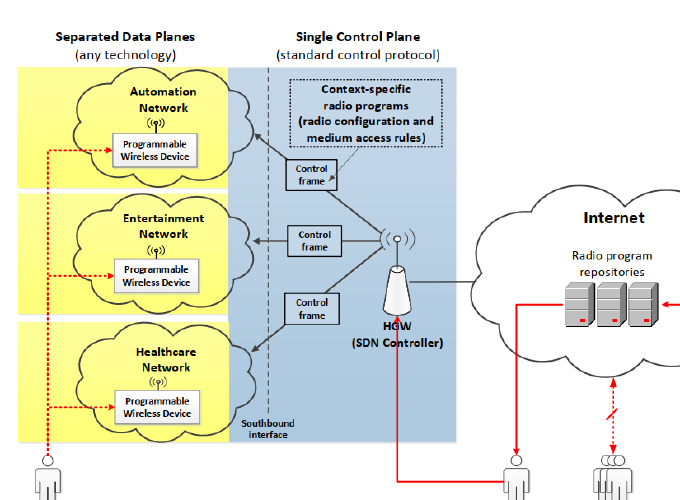 Separated Data Planes
(any technology)
Single Control Plane
(standard control protocol)
Automation
Network
Programmable
Wireless Device
Context-specific
radio programs
(radio configuration and
medium access rules)
Control
frame
Entertainment
Network
Programmable
Wireless Device
Control
frame
Internet
Radio program
repositories
Control
frame
HGW
(SDN Controller)
Healthcare
Network
Programmable
Wireless Device
Southbound
interface